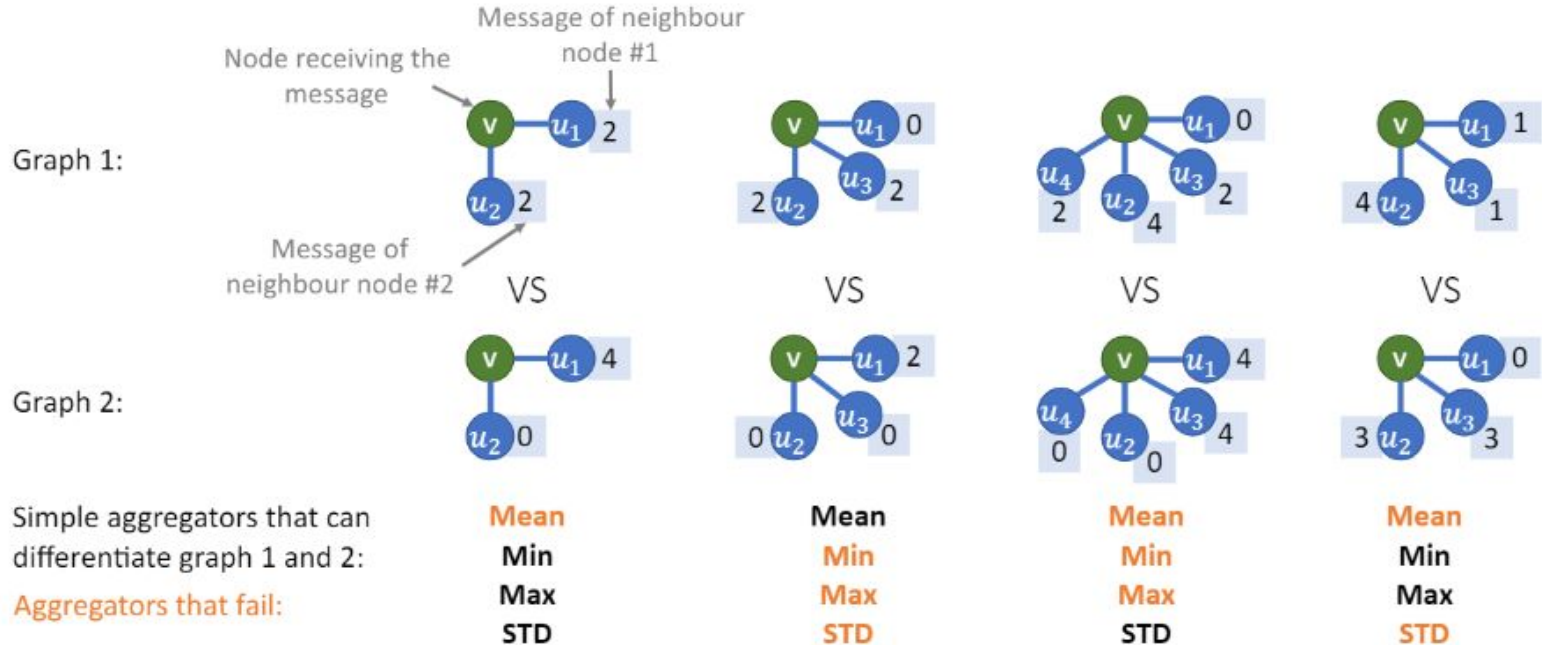 Message of neighbour
node #1
Node receiving the
message
Graph 1:
v u₁ 2
u₂ 2
v u₁ 0
u₃ 2
2 u₂
v u₁ 0
u₄ 2
u₂ 4
u₃ 2
v u₁ 1
4 u₂
u₃ 1
Message of
neighbour node #2
VS VS VS VS
Graph 2:
v u₁ 4
u₂ 0
v u₁ 2
0 u₂
u₃ 0
v u₁ 4
u₄ 0
u₂ 0
u₃ 4
v u₁ 0
3 u₂
u₃ 3
Simple aggregators that can
differentiate graph 1 and 2:
Aggregators that fail:
Mean Mean Mean Mean
Min Min Min Min
Max Max Max Max
STD STD STD STD